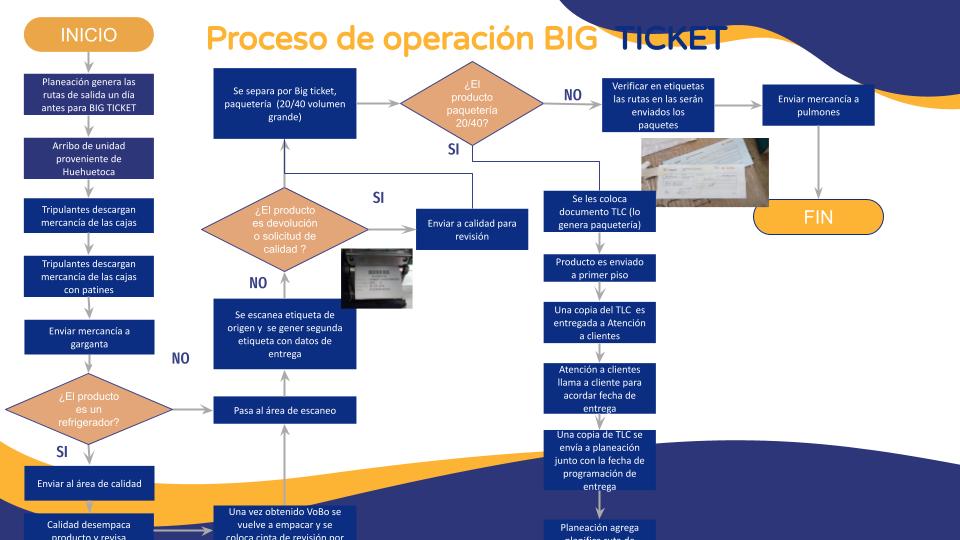 Proceso de operación BIG TICKET
INICIO
Planeación genera las
rutas de salida un día
antes para BIG TICKET
Arribo de unidad
proveniente de
Huehuetoca
Tripulantes descargan
mercancía de las cajas
Tripulantes descargan
mercancía de las cajas
con patines
Enviar mercancía a
garganta
NO
¿El producto
es un
refrigerador?
SI
Enviar al área de calidad
Calidad desempaca
producto y revisa
Una vez obtenido VoBo se
vuelve a empacar y se
coloca cinta de revisión por
Pasa al área de escaneo
Se escanea etiqueta de
origen y se gener segunda
etiqueta con datos de
entrega
NO
¿El producto
es devolución
o solicitud de
calidad ?
SI
Enviar a calidad para
revisión
Se separa por Big ticket,
paquetería (20/40 volumen
grande)
¿El
producto
paquetería
20/40?
NO
SI
Verificar en etiquetas
las rutas en las serán
enviados los
paquetes
Enviar mercancía a
pulmones
FIN
Se les coloca
documento TLC (lo
genera paquetería)
Producto es enviado
a primer piso
Una copia del TLC es
entregada a Atención
a clientes
Atención a clientes
llama a cliente para
acordar fecha de
entrega
Una copia de TLC se
envía a planeación
junto con la fecha de
programación de
entrega
Planeación agrega
planifica ruta de